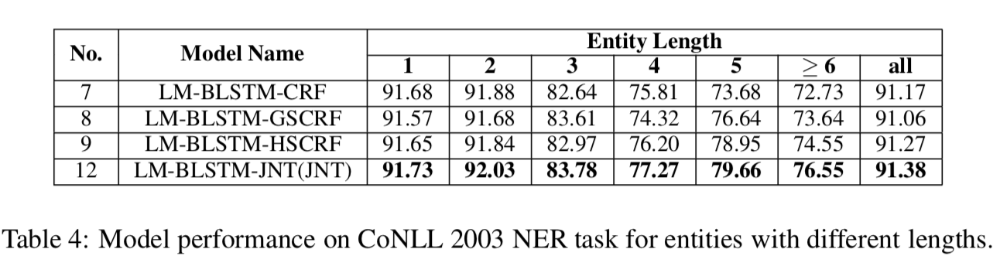 No. Model Name Entity Length
1 2 3 4 5 ≥ 6 all
7 LM-BLSTM-CRF 91.68 91.88 82.64 75.81 73.68 72.73 91.17
8 LM-BLSTM-GSCRF 91.57 91.68 83.61 74.32 76.64 73.64 91.06
9 LM-BLSTM-HSCRF 91.65 91.84 82.97 76.20 78.95 74.55 91.27
12 LM-BLSTM-JNT(JNT) 91.73 92.03 83.78 77.27 79.66 76.55 91.38
Table 4: Model performance on CoNLL 2003 NER task for entities with different lengths.